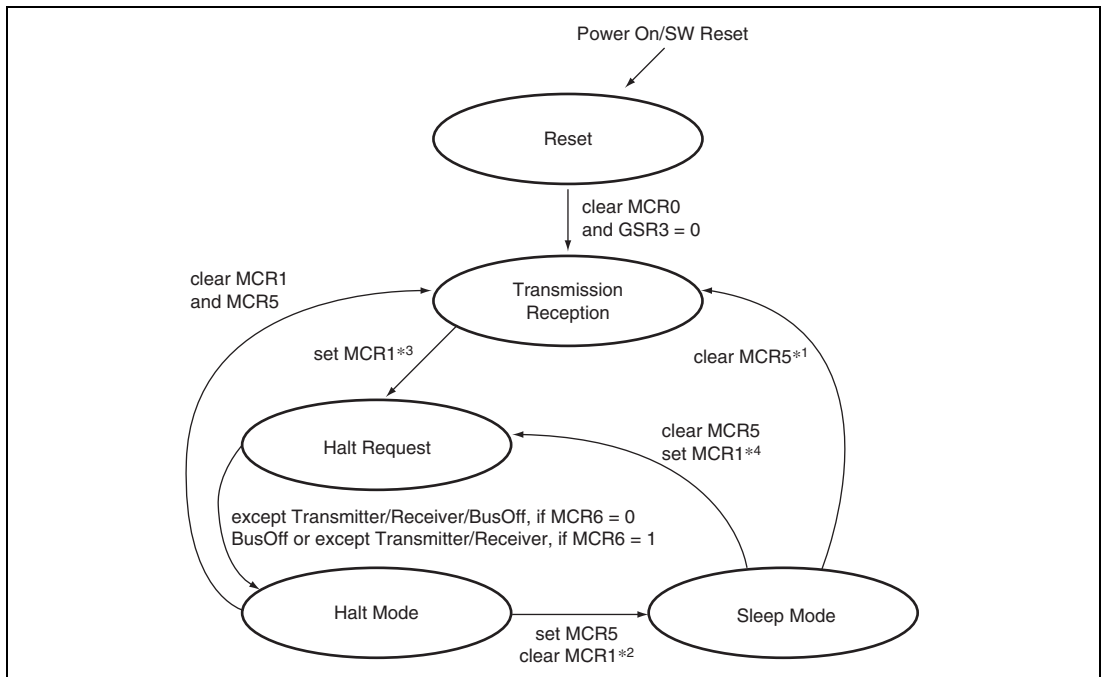 Power On/SW Reset
Reset
clear MCR0
and GSR3 = 0
clear MCR1
and MCR5
Transmission
Reception
set MCR1*3
clear MCR5*1
Halt Request
clear MCR5
set MCR1*4
except Transmitter/Receiver/BusOff, if MCR6 = 0
BusOff or except Transmitter/Receiver, if MCR6 = 1
Halt Mode
Sleep Mode
set MCR5
clear MCR1*2